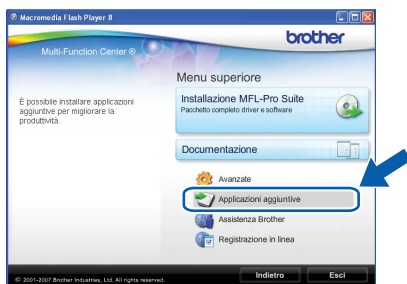 Macromedia Flash Player 8
brother
Multi-Function Center ®
Menu superiore
È possibile installare applicazioni
aggiuntive per migliorare la
produttività.
Installazione MFL-Pro Suite
Pacchetto completo driver e software
Documentazione
Avanzate
Applicazioni aggiuntive
Assistenza Brother
Registrazione in linea
© 2001-2007 Brother Industries, Ltd. All rights reserved.
Indietro
Esci